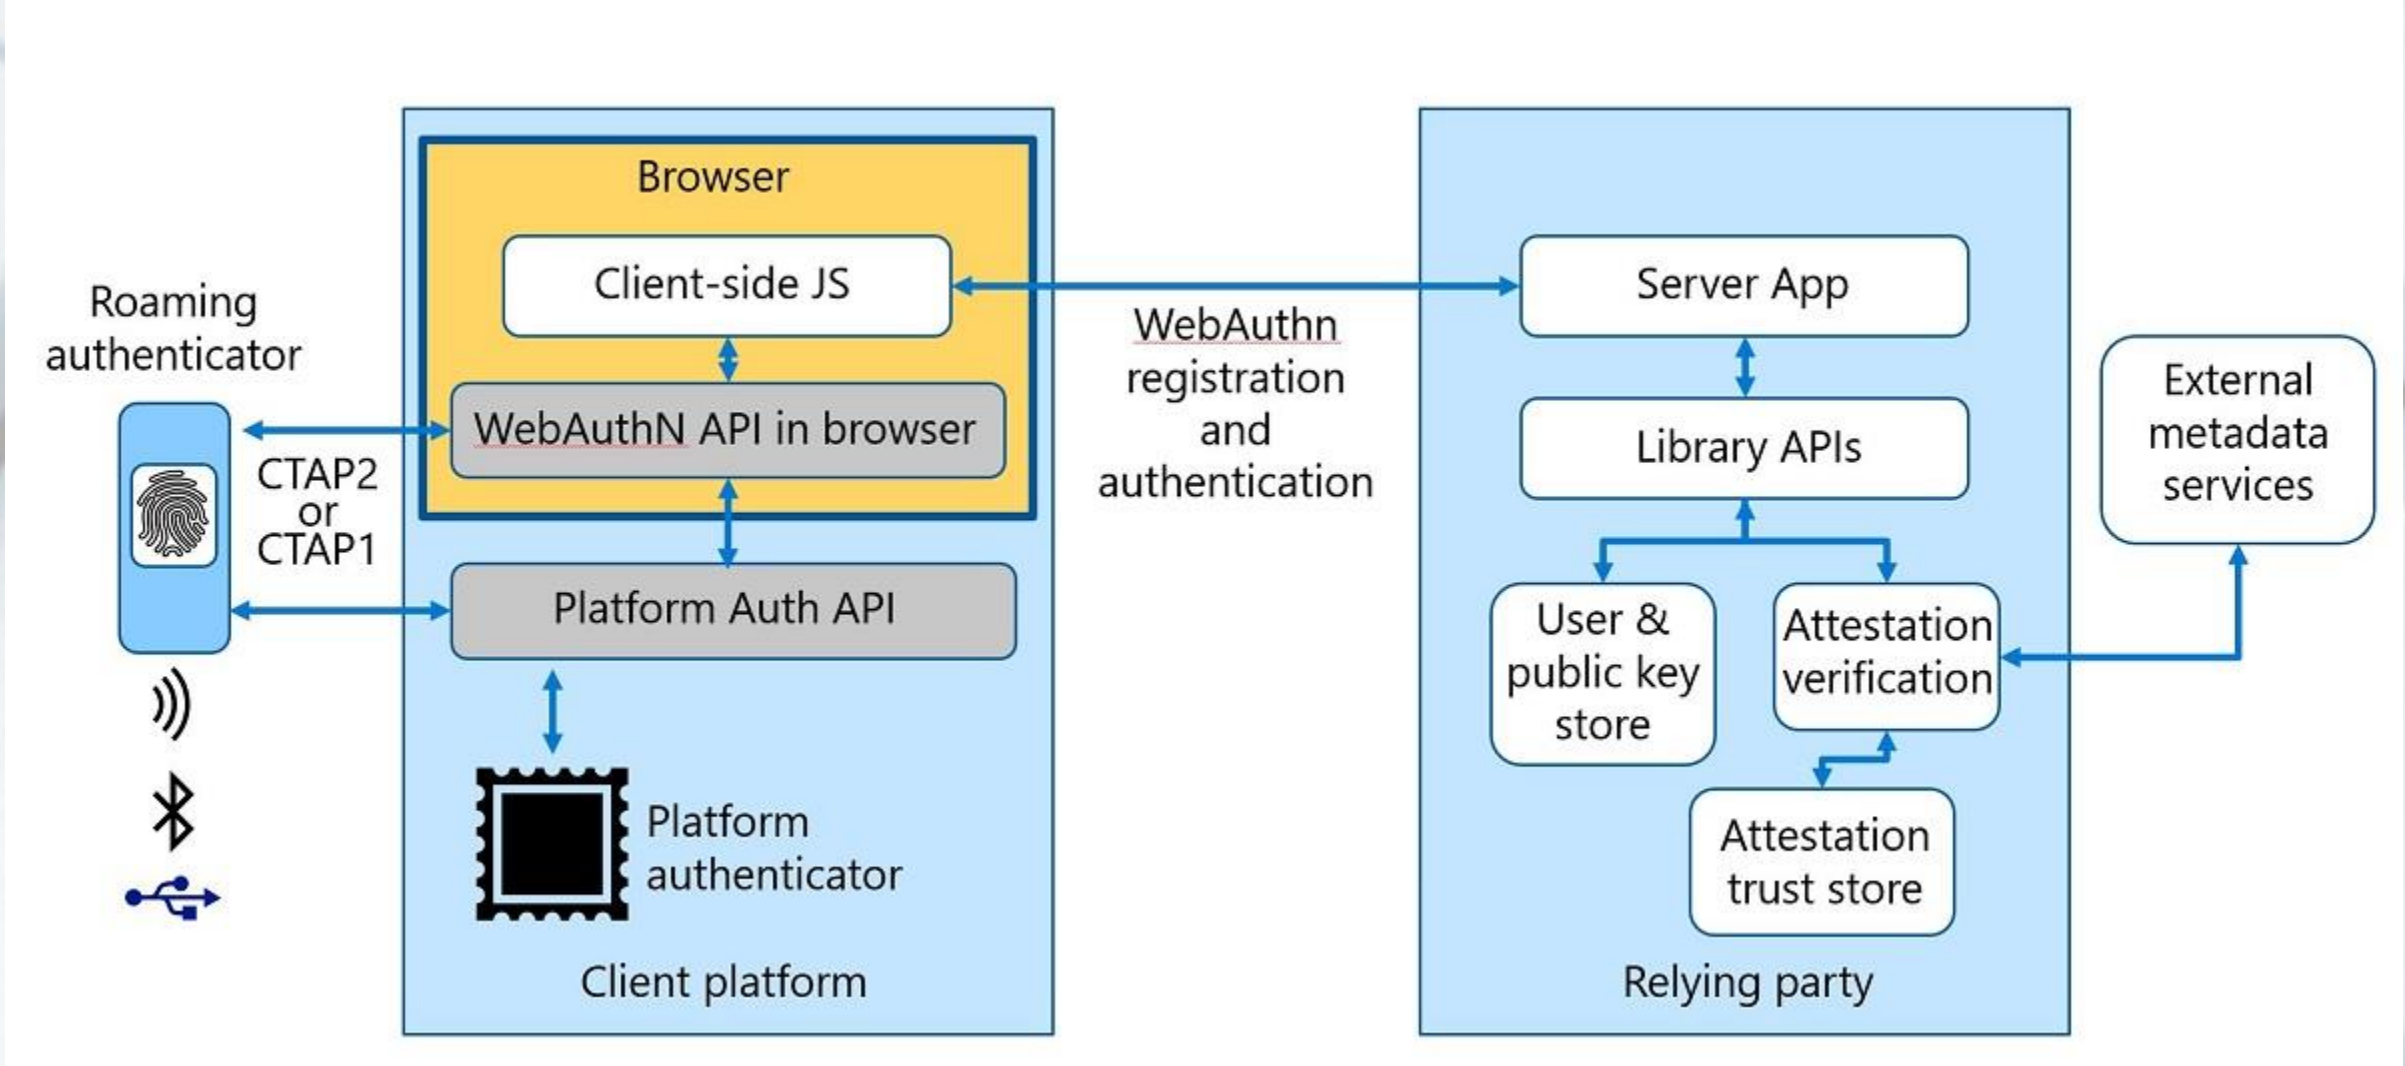 Roaming
authenticator
CTAP2
or
CTAP1
Browser
Client-side JS
WebAuthN API in browser
Platform Auth API
Platform
authenticator
Client platform
WebAuthn
registration
and
authentication
Server App
Library APIs
User &
public key
store
Attestation
verification
Attestation
trust store
Relying party
External
metadata
services